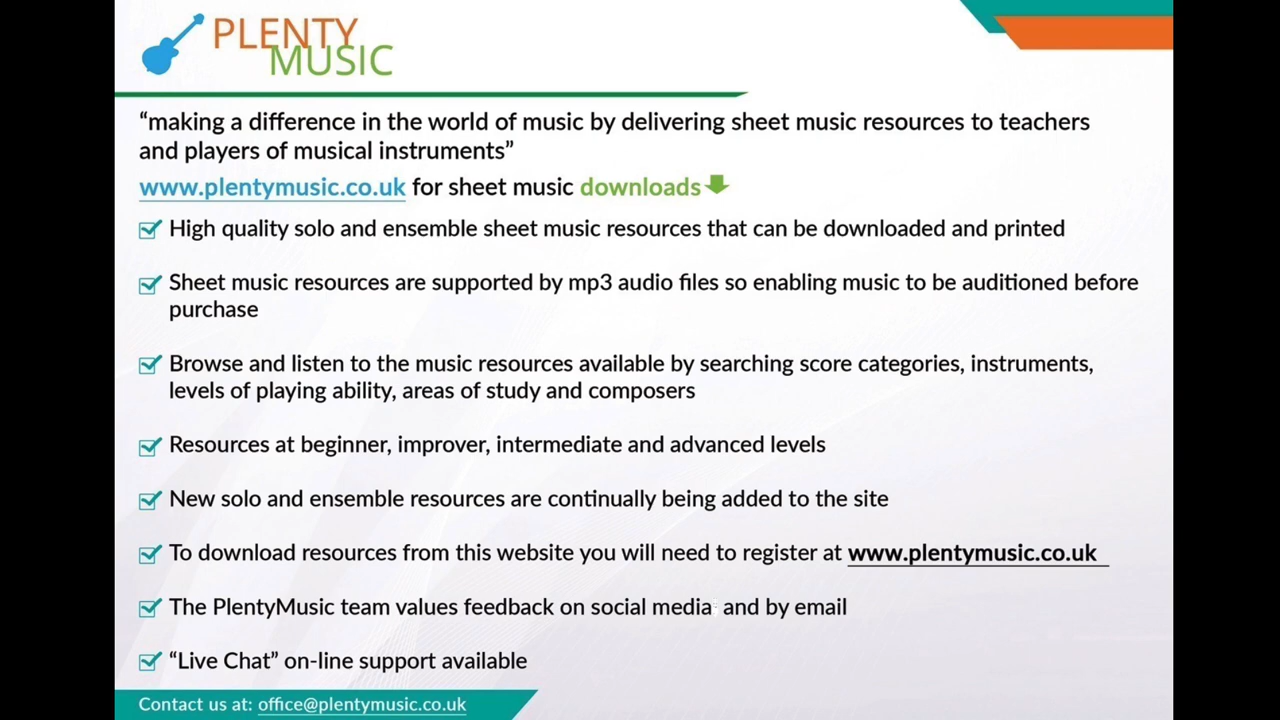 PLENTY
MUSIC
“making a difference in the world of music by delivering sheet music resources to teachers
and players of musical instruments”
www.plentymusic.co.uk for sheet music downloads
High quality solo and ensemble sheet music resources that can be downloaded and printed
Sheet music resources are supported by mp3 audio files so enabling music to be auditioned before
purchase
Browse and listen to the music resources available by searching score categories, instruments,
levels of playing ability, areas of study and composers
Resources at beginner, improver, intermediate and advanced levels
New solo and ensemble resources are continually being added to the site
To download resources from this website you will need to register at www.plentymusic.co.uk
The PlentyMusic team values feedback on social media and by email
“Live Chat” on-line support available
Contact us at: office@plentymusic.co.uk